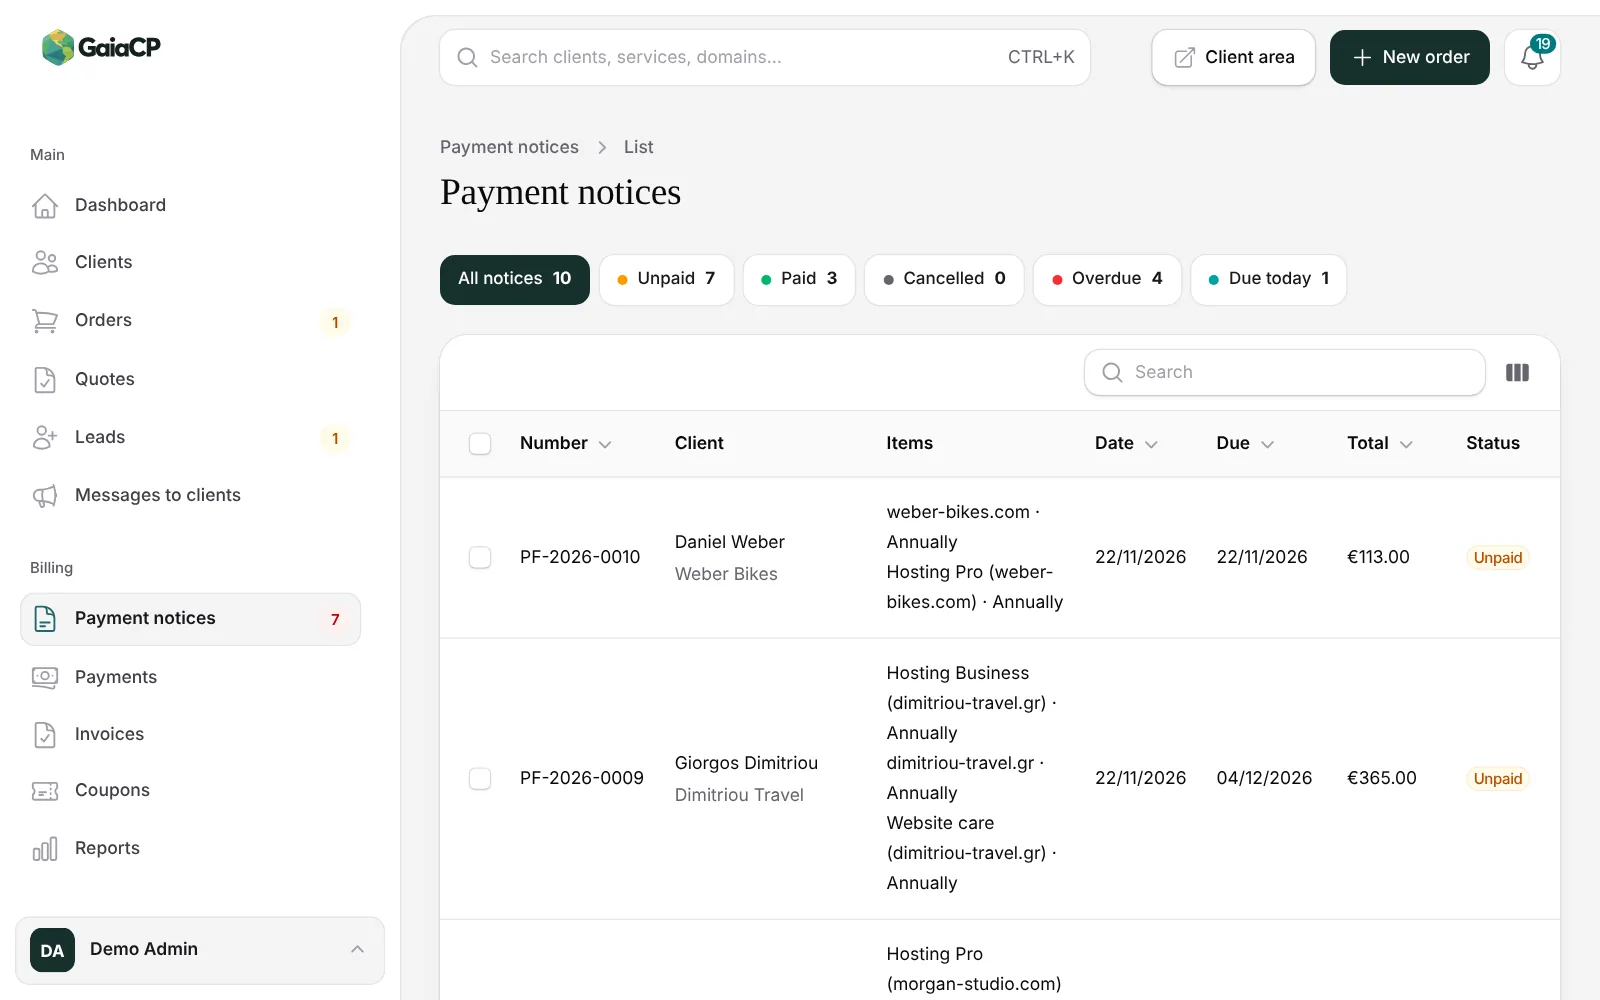 GaiaCP
Search clients, services, domains...
CTRL+K
Client area
New order
19
Main
Dashboard
Clients
Orders 1
Quotes
Leads 1
Messages to clients
Billing
Payment notices 7
Payments
Invoices
Coupons
Reports
DA Demo Admin
Payment notices > List
Payment notices
All notices 10
Unpaid 7
Paid 3
Cancelled 0
Overdue 4
Due today 1
Search
Number Client Items Date Due Total Status
PF-2026-0010
Daniel Weber
Weber Bikes
weber-bikes.com ·
Annually
Hosting Pro (weber-
bikes.com) · Annually
22/11/2026
22/11/2026
€113.00
Unpaid
PF-2026-0009
Giorgos Dimitriou
Dimitriou Travel
Hosting Business
(dimitriou-travel.gr) ·
Annually
dimitriou-travel.gr ·
Annually
Website care
(dimitriou-travel.gr) ·
Annually
22/11/2026
04/12/2026
€365.00
Unpaid
Hosting Pro
(morgan-studio.com)